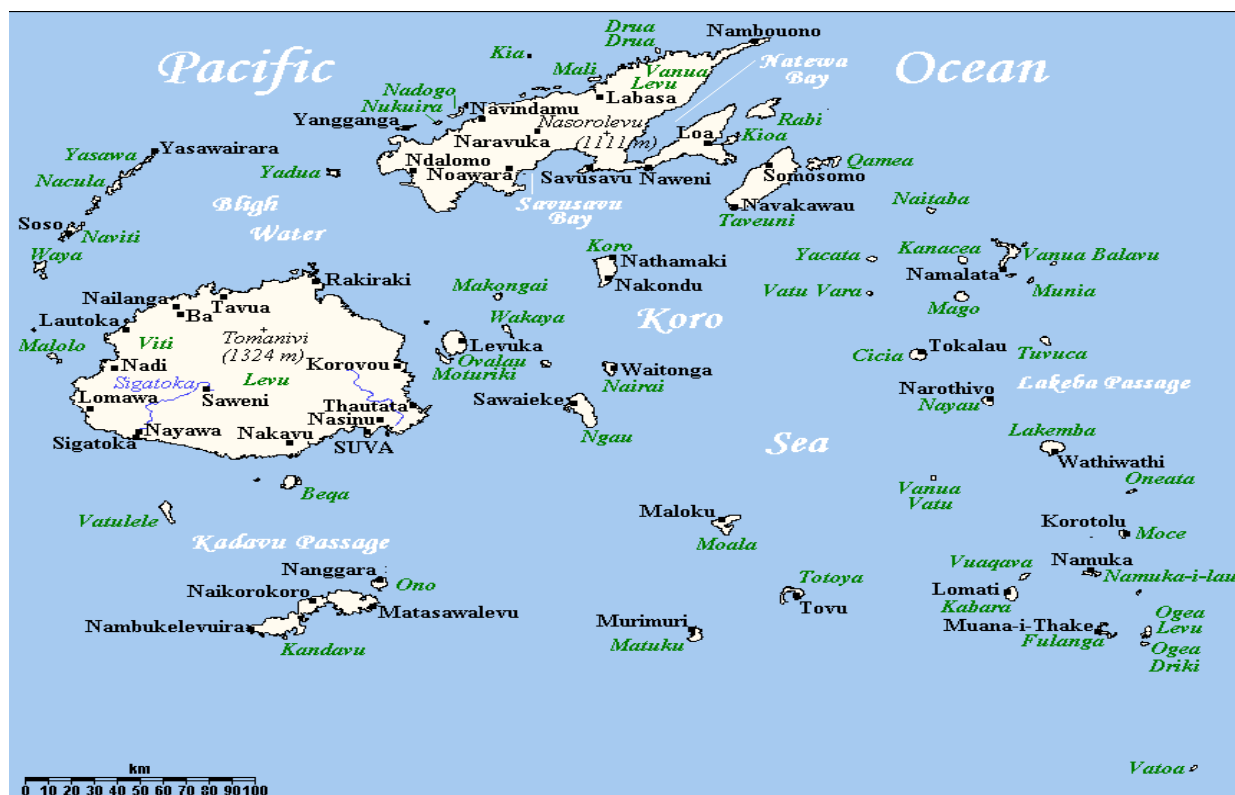 Pacific
Ocean
Kia
Drua
Drua
Nambouono
Mali
Vanua
Levu
Natewa
Bay
Nadogo
Nukuira
Navindamu
Labasa
Yangganga
Nasorolevu
(1111m)
Naravuka
Loa
Rabi
Kioa
Yasawa
Yasawairara
Nacula
Yadua
Ndalomo
Noawara
Savusavu
Naweni
Somosomo
Qamea
Bligh
Water
Savusavu
Bay
Navakawau
Taveuni
Naitaba
Soso
Naviti
Waya
Koro
Nathamaki
Nakondu
Yacata
Kanacea
Vanua Balavu
Namalata
Rakiraki
Makongai
Vatu Vara
Mago
Munia
Nailanga
Tavua
Ba
Lautoka
Wakaya
Koro
Malolo
Viti
Tomanivi
(1324 m)
Levuka
Cicia
Tokalau
Tuvuca
Nadi
Korovou
Ovalau
Moturiki
Waitonga
Nairai
Sigatoka
Levu
Lakeba Passage
Lomawa
Saweni
Thautata
Sawaieke
Narothivo
Nayau
Nasinu
Nayawa
Nakavu
Sigatoka
SUVA
Ngau
Sea
Lakemba
Wathiwathi
Beqa
Vanua
Vatu
Oneata
Vatulele
Maloku
Moala
Korotolu
Moce
Kadavu Passage
Nanggara
Ono
Vuaqava
Namuka
Namuka-i-lau
Naikorokoro
Matasawalevu
Totoya
Tovu
Lomati
Kabara
Nambukelevuira
Kandavu
Murimuri
Matuku
Muana-i-Thake
Fulanga
Ogea
Levu
Ogea
Driki
Vatoa
km
0 10 20 30 40 50 60 70 80 90 100